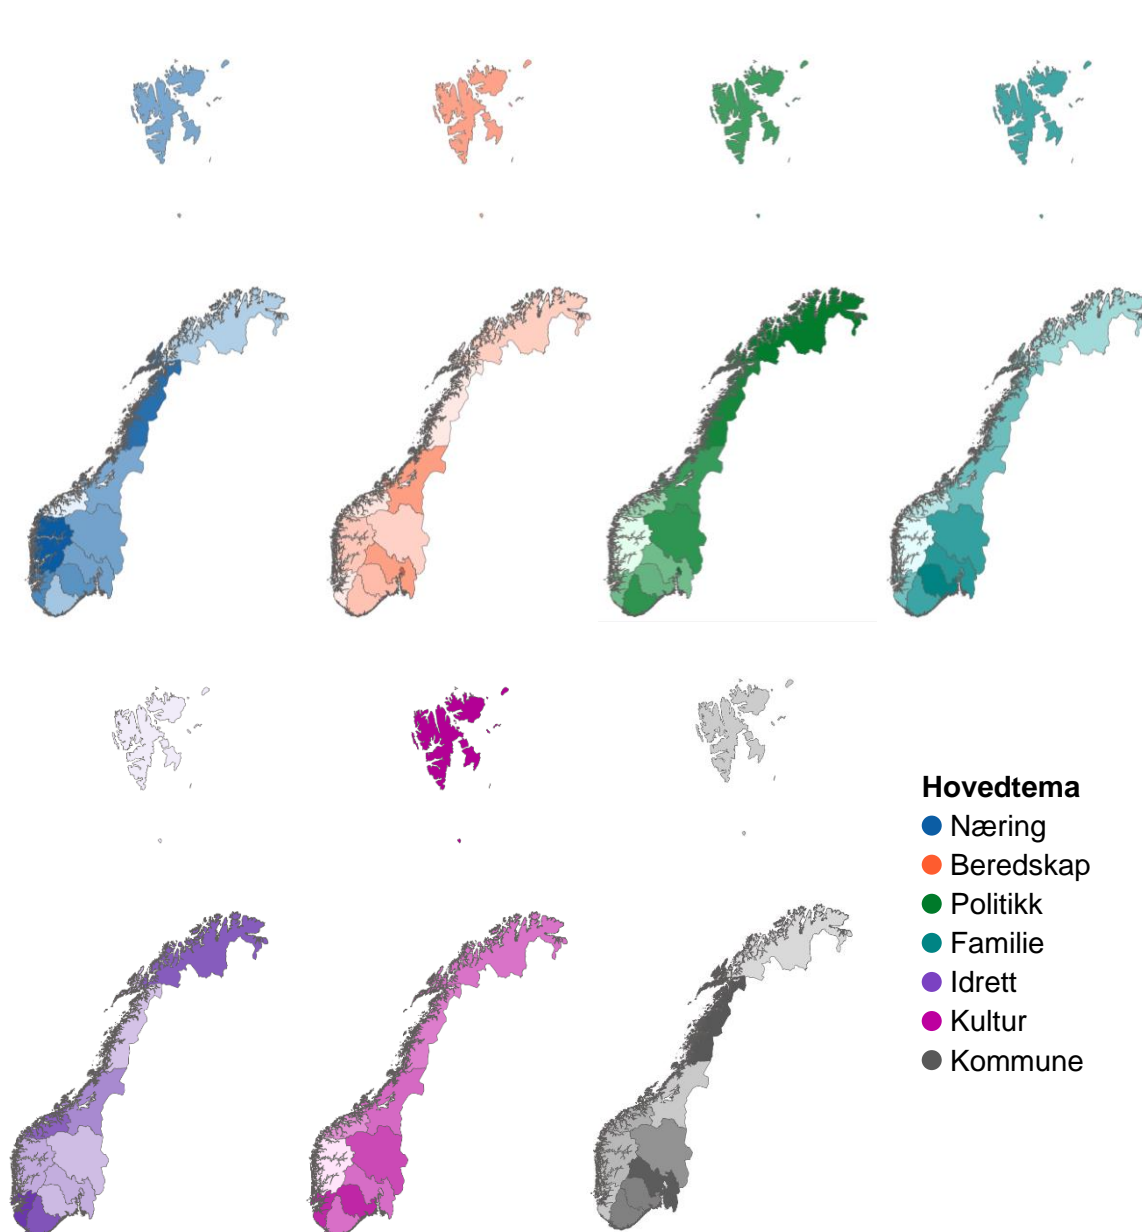 Hovedtema
Næring
Beredskap
Politikk
Familie
Idrett
Kultur
Kommune